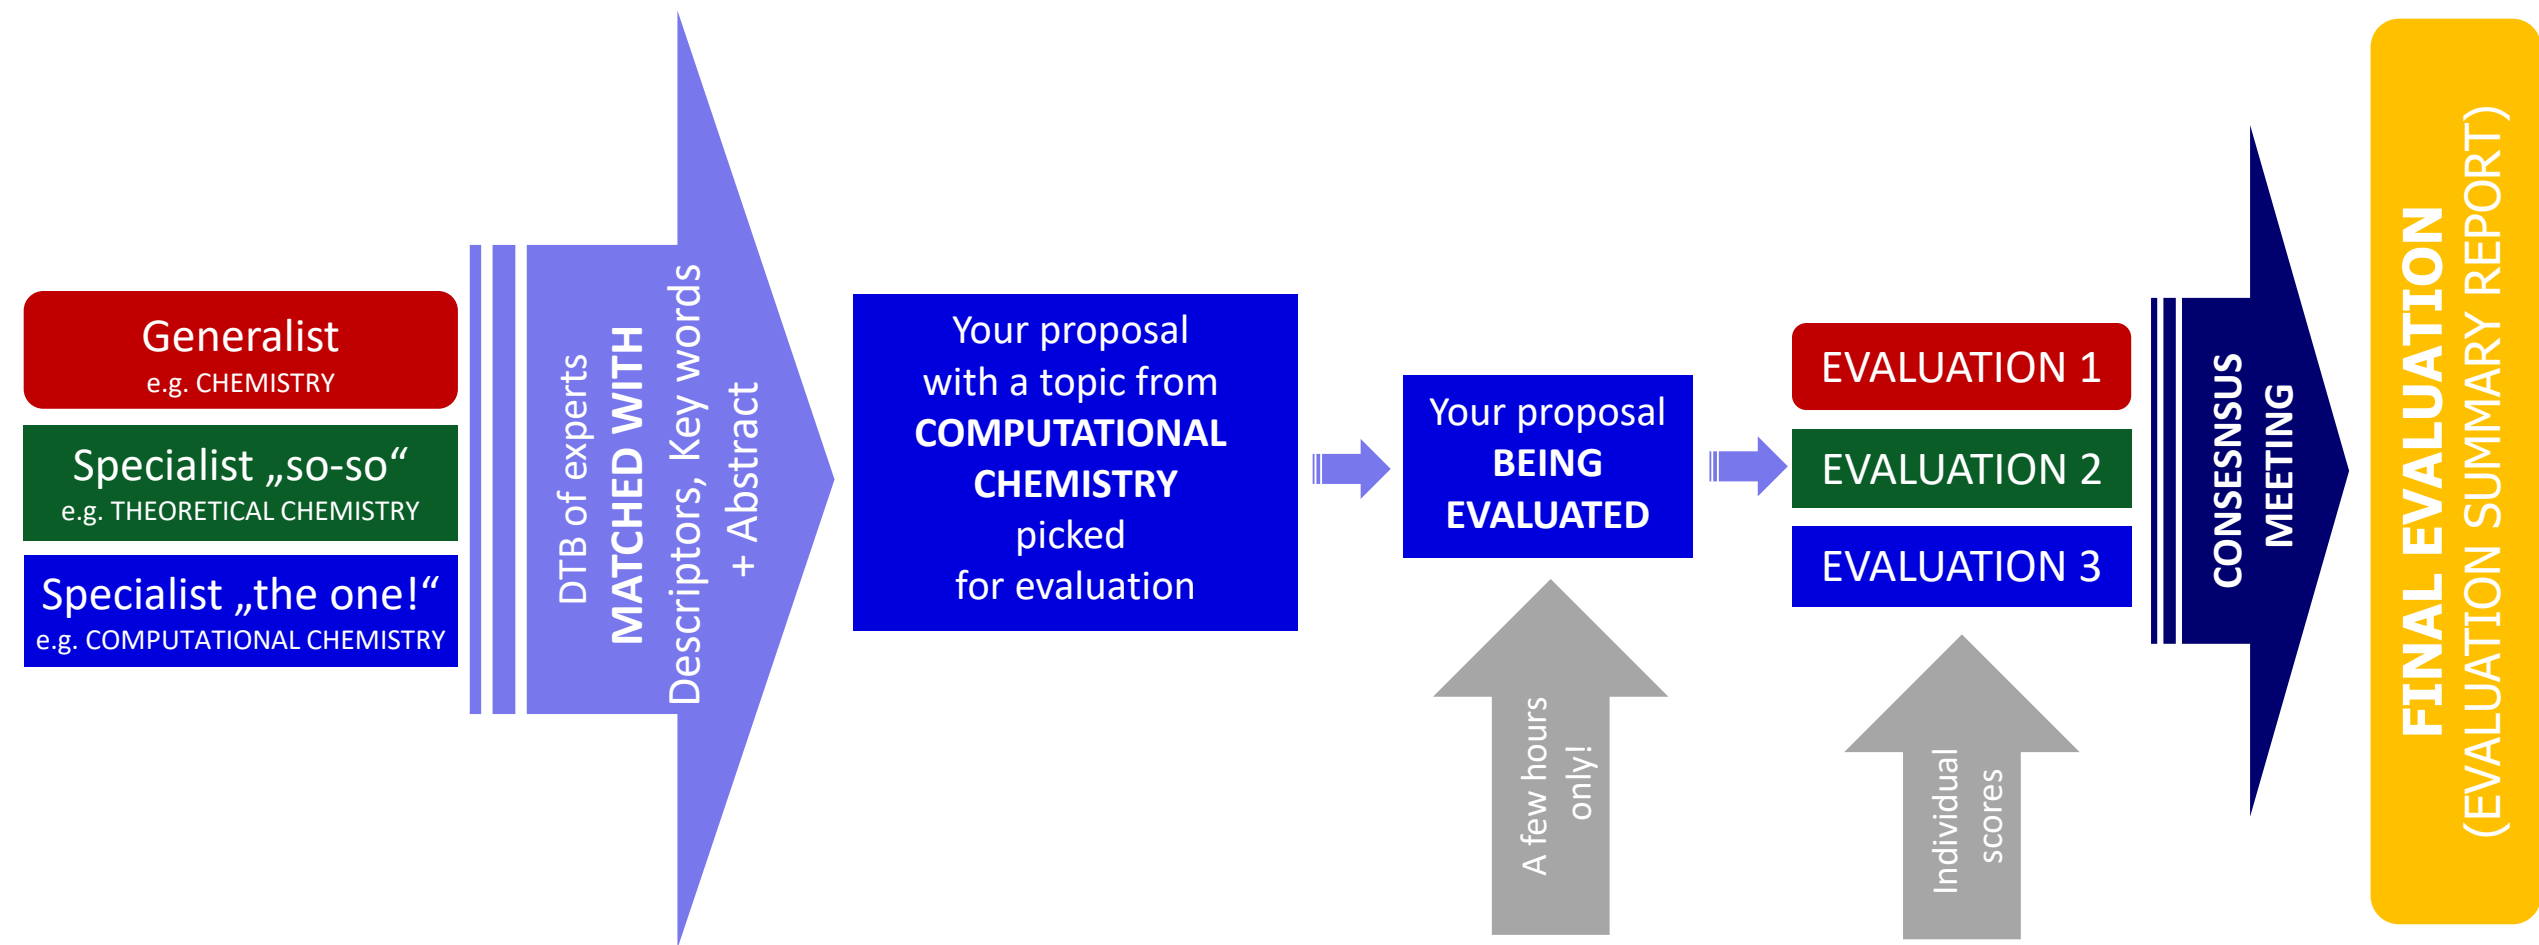 Generalist
e.g. CHEMISTRY
Specialist „so-so“
e.g. THEORETICAL CHEMISTRY
Specialist „the one!“
e.g. COMPUTATIONAL CHEMISTRY
DTB of experts
MATCHED WITH
Descriptors, Key words
+ Abstract
Your proposal
with a topic from
COMPUTATIONAL
CHEMISTRY
picked
for evaluation
Your proposal
BEING
EVALUATED
A few hours
only!
EVALUATION 1
EVALUATION 2
EVALUATION 3
Individual
scores
CONSESNSUS
MEETING
FINAL EVALUATION
(EVALUATION SUMMARY REPORT)